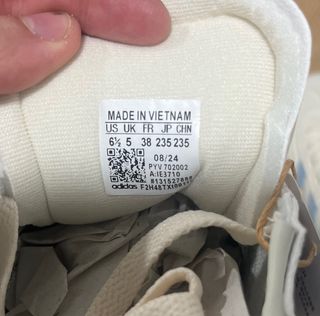 MADE IN VIETNAM
US UK FR JP CHN
6½ 5 38 235 235
08/24
PYV 702002
A:IE3710
adidas